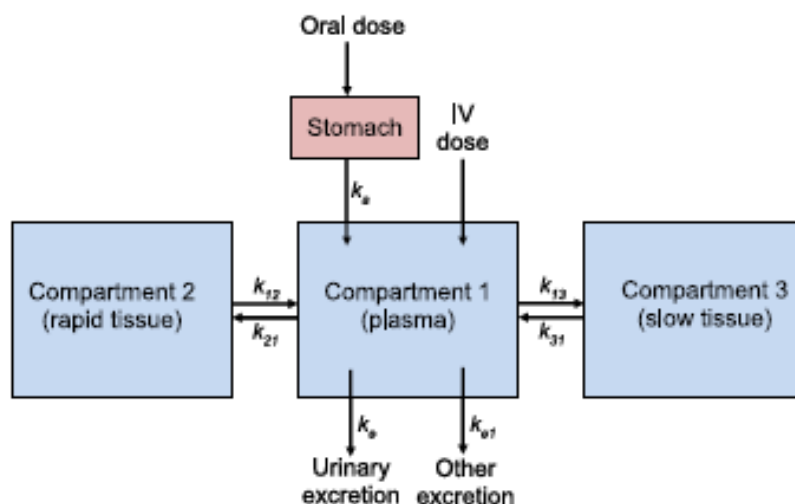 Oral dose
Stomach
IV
dose
ka
Compartment 2
(rapid tissue)
k12
k21
Compartment 1
(plasma)
k13
k31
Compartment 3
(slow tissue)
ke
ke1
Urinary
excretion
Other
excretion